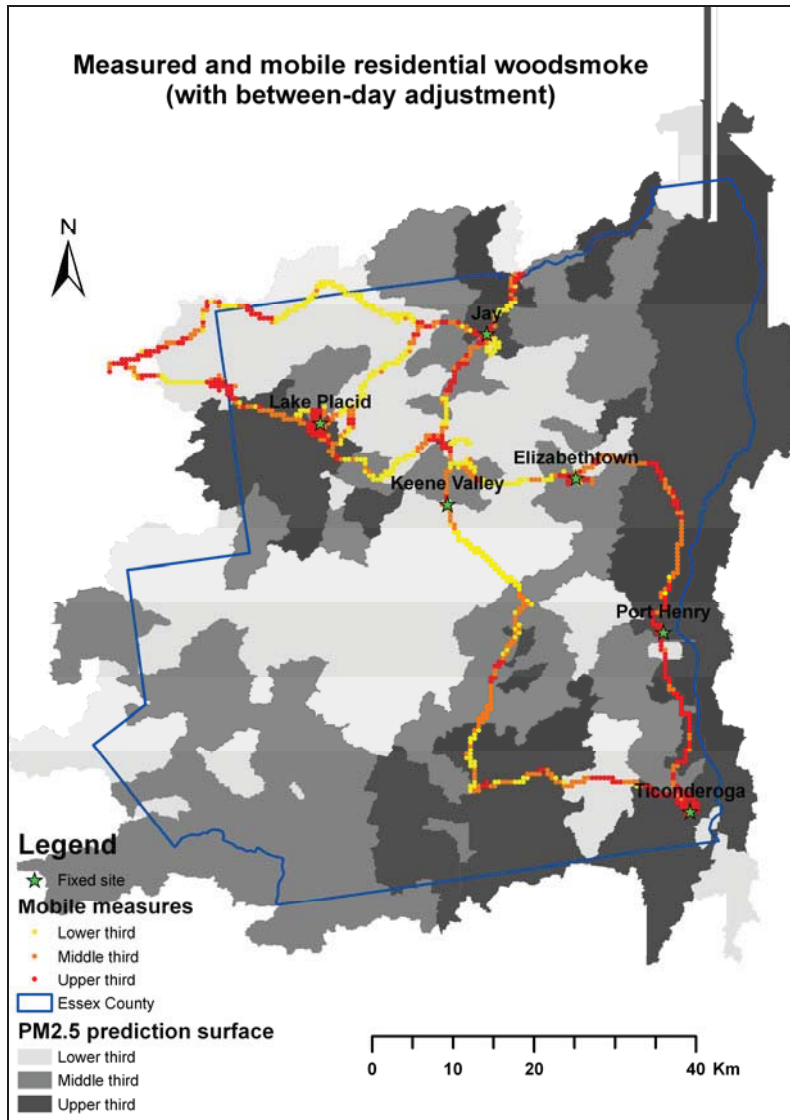 Measured and mobile residential woodsmoke
(with between-day adjustment)
N
Jay
Lake Placid
Elizabethtown
Keene Valley
Port Henry
Ticonderoga
Legend
Fixed site
Mobile measures
Lower third
Middle third
Upper third
Essex County
PM2.5 prediction surface
Lower third
Middle third
Upper third
0 10 20 40 Km